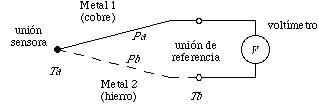 Metal 1
(cobre)
unión
sensora
Pa
voltímetro
unión de
referencia
V
Pb
Ta
Metal 2
(hierro)
Tb